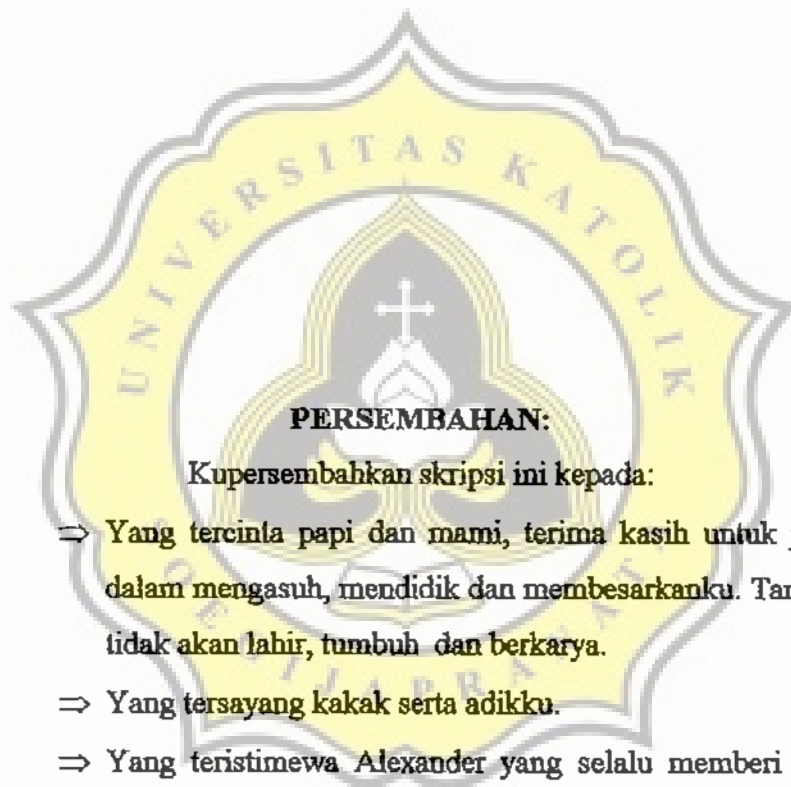 UNIVERSITAS KATOLIK
PERSEMBAHAN:
Kupersembahkan skripsi ini kepada:
⇒ Yang tercinta papi dan mami, terima kasih untuk
dalam mengasuh, mendidik dan membesarkanku.
tidak akan lahir, tumbuh dan berkarya.
⇒ Yang tersayang kakak serta adikku.
⇒ Yang teristimewa Alexander yang selalu memberi
SOEGIJAPRANATA